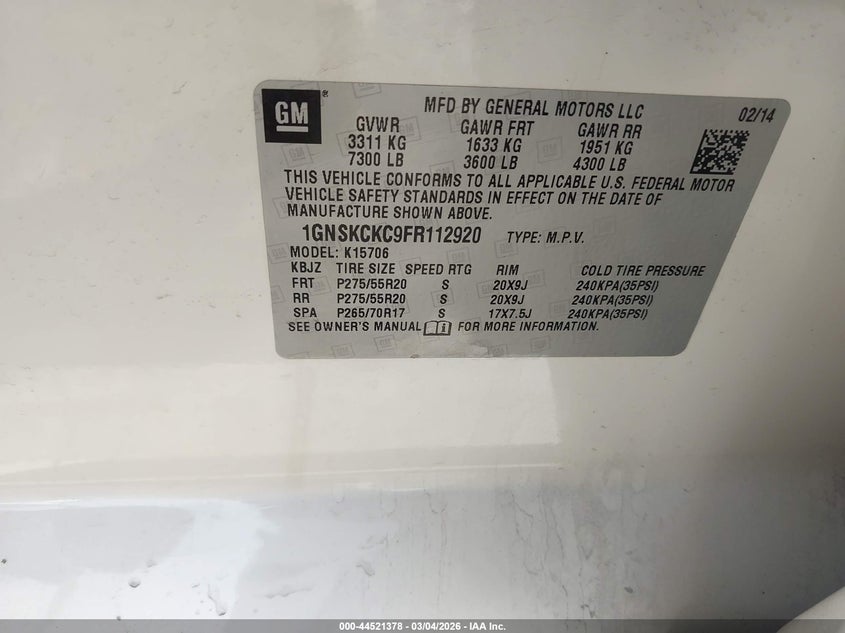 GM®
MFD BY GENERAL MOTORS LLC 02/14
GVWR GAWR FRT GAWR RR
3311 KG 1633 KG 1951 KG
7300 LB 3600 LB 4300 LB
THIS VEHICLE CONFORMS TO ALL APPLICABLE U.S. FEDERAL MOTOR
VEHICLE SAFETY STANDARDS IN EFFECT ON THE DATE OF
MANUFACTURE SHOWN ABOVE.
1GNSKCKC9FR112920 TYPE: M.P.V.
MODEL: K15706
KBJZ TIRE SIZE SPEED RTG RIM COLD TIRE PRESSURE
FRT P275/55R20 S 20X9J 240KPA(35PSI)
RR P275/55R20 S 20X9J 240KPA(35PSI)
SPA P265/70R17 S 17X7.5J 240KPA(35PSI)
SEE OWNER'S MANUAL FOR MORE INFORMATION.
000-44521378 - 03/04/2026 - IAA Inc.